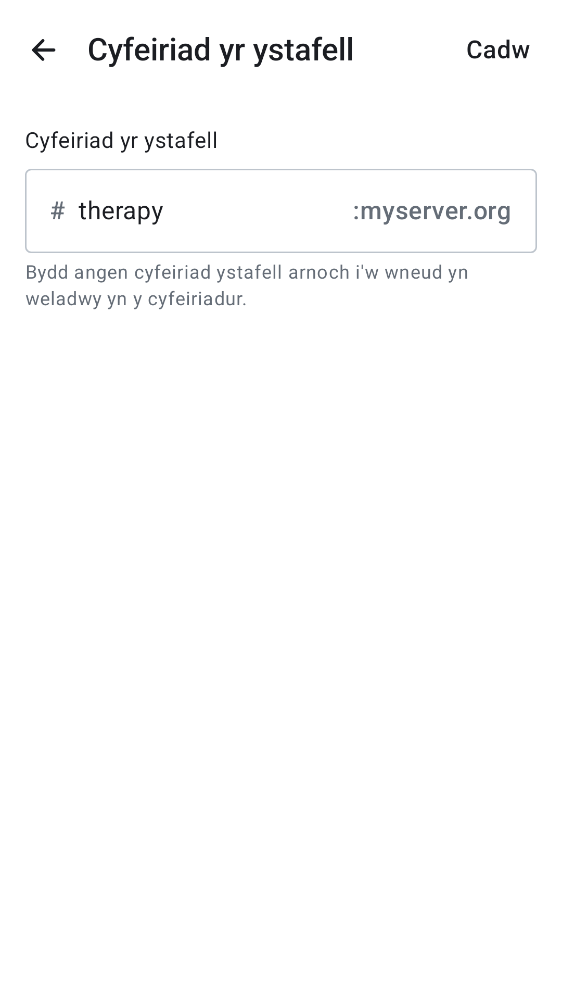 Cyfeiriad yr ystafell Cadw
Cyfeiriad yr ystafell
# therapy :myserver.org
Bydd angen cyfeiriad ystafell arnoch i'w wneud yn
weladwy yn y cyfeiriadur.